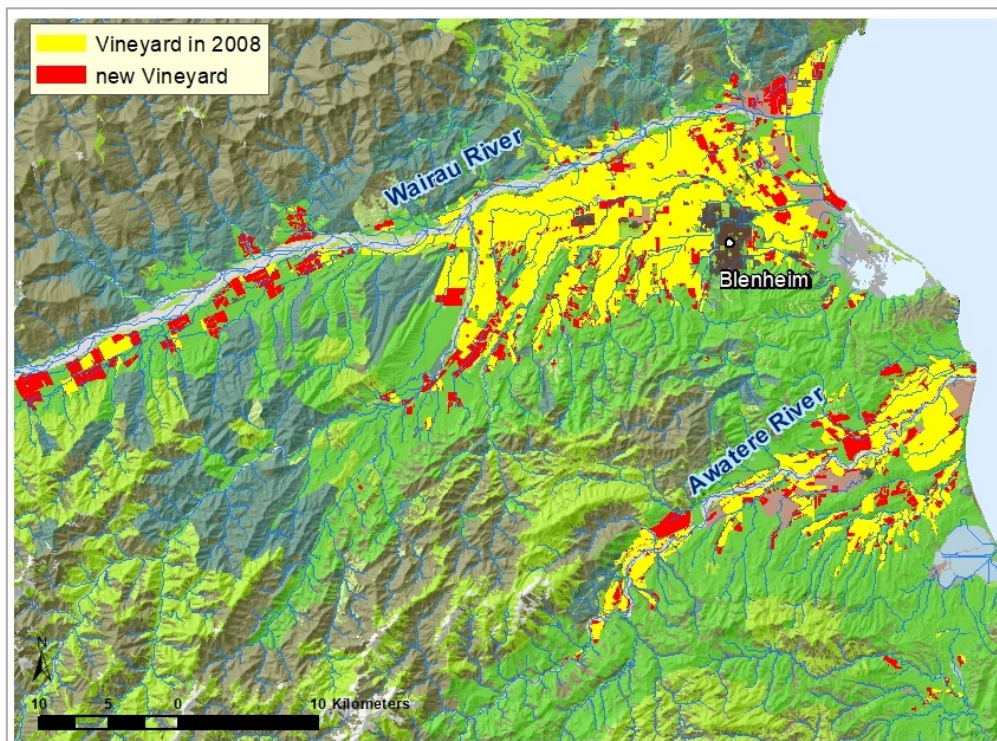 Vineyard in 2008
new Vineyard
Wairau River
Blenheim
Awatere River
N
10 5 0 10 Kilometers